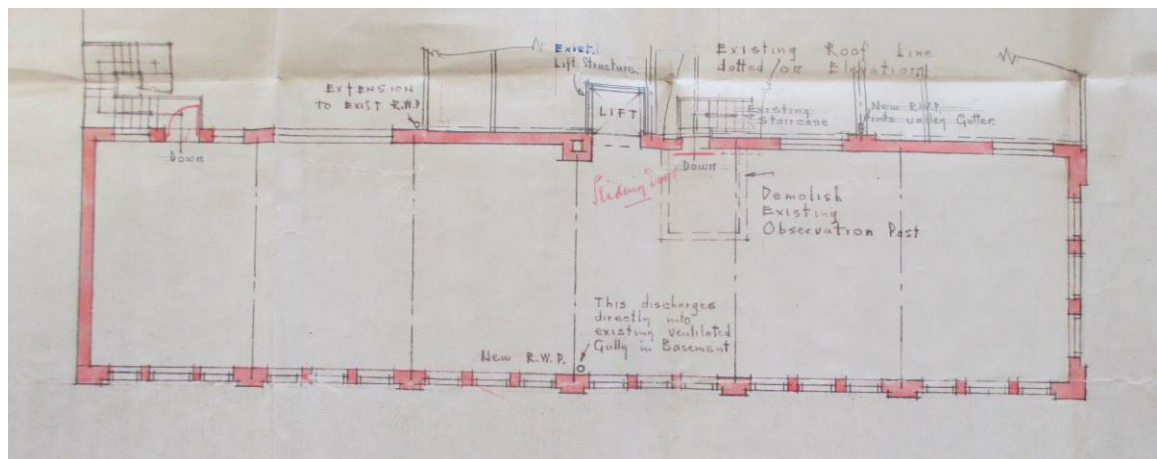 Exist.
Lift Structure.
Existing Roof Line
dotted on Elevation
Extension
to Exist R.W.P.
LIFT
Existing
Staircase
New R.W.P.
into valley Gutter.
Down
Sliding Door
Down
Demolish
Existing
Observation Post
This discharges
directly into
existing ventilated
Gully in Basement
New R.W.P.